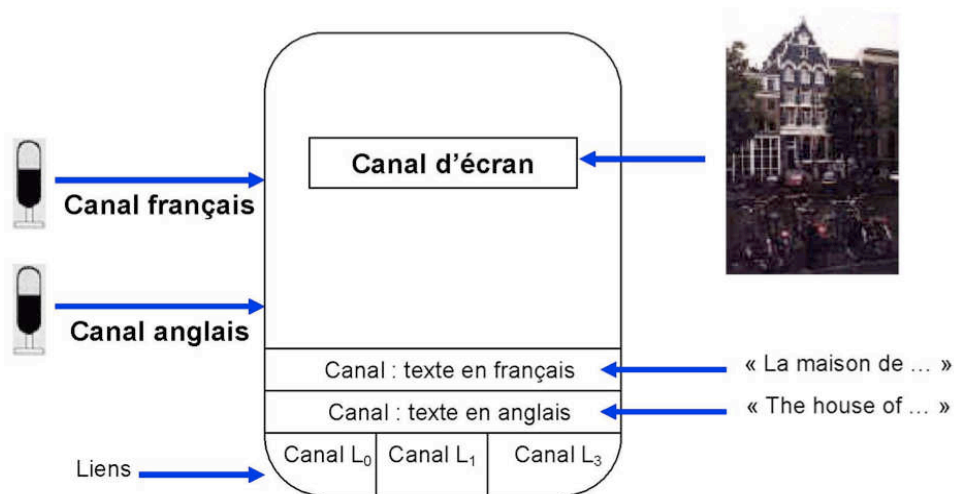 Canal d'écran
Canal français
Canal anglais
Canal : texte en français
« La maison de ... »
Canal : texte en anglais
« The house of ... »
Liens
Canal L₀
Canal L₁
Canal L₃